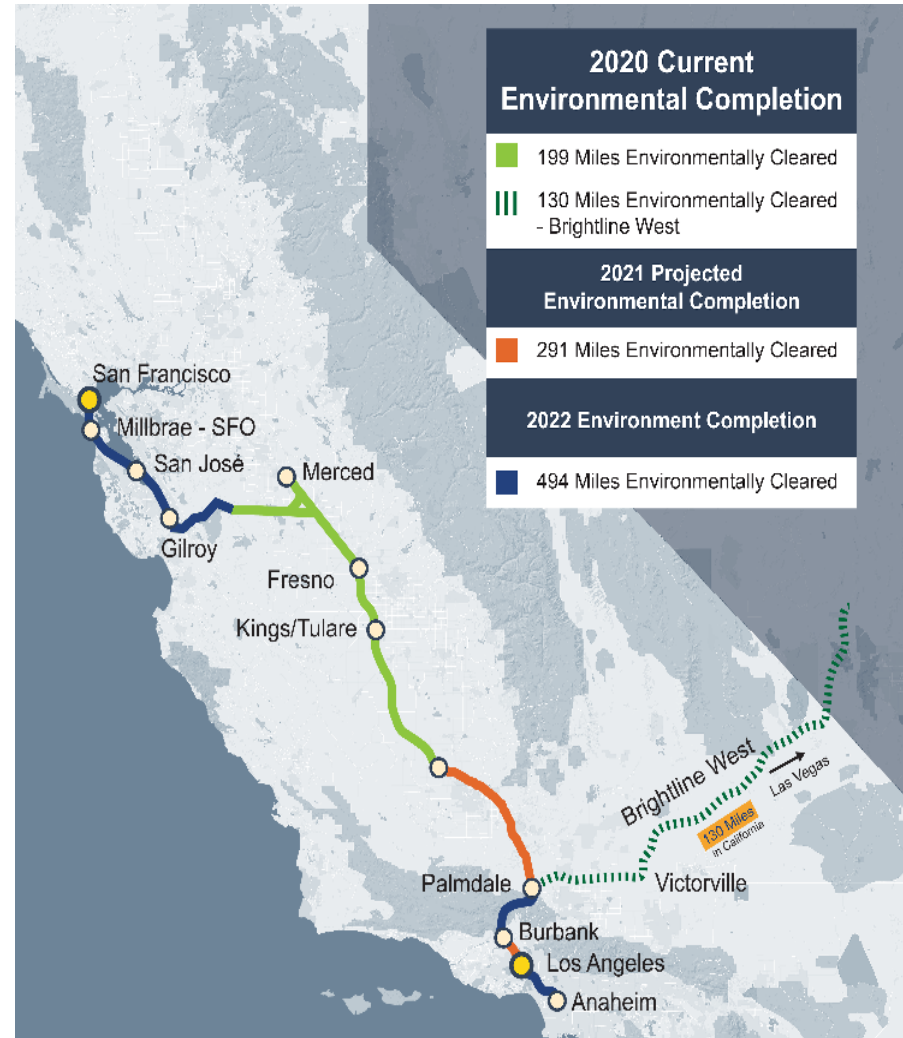 2020 Current
Environmental Completion
199 Miles Environmentally Cleared
130 Miles Environmentally Cleared
- Brightline West
2021 Projected
Environmental Completion
291 Miles Environmentally Cleared
2022 Environment Completion
494 Miles Environmentally Cleared
San Francisco
Millbrae - SFO
San José
Merced
Gilroy
Fresno
Kings/Tulare
Brightline West
Las Vegas
130 Miles
in California
Palmdale
Victorville
Burbank
Los Angeles
Anaheim